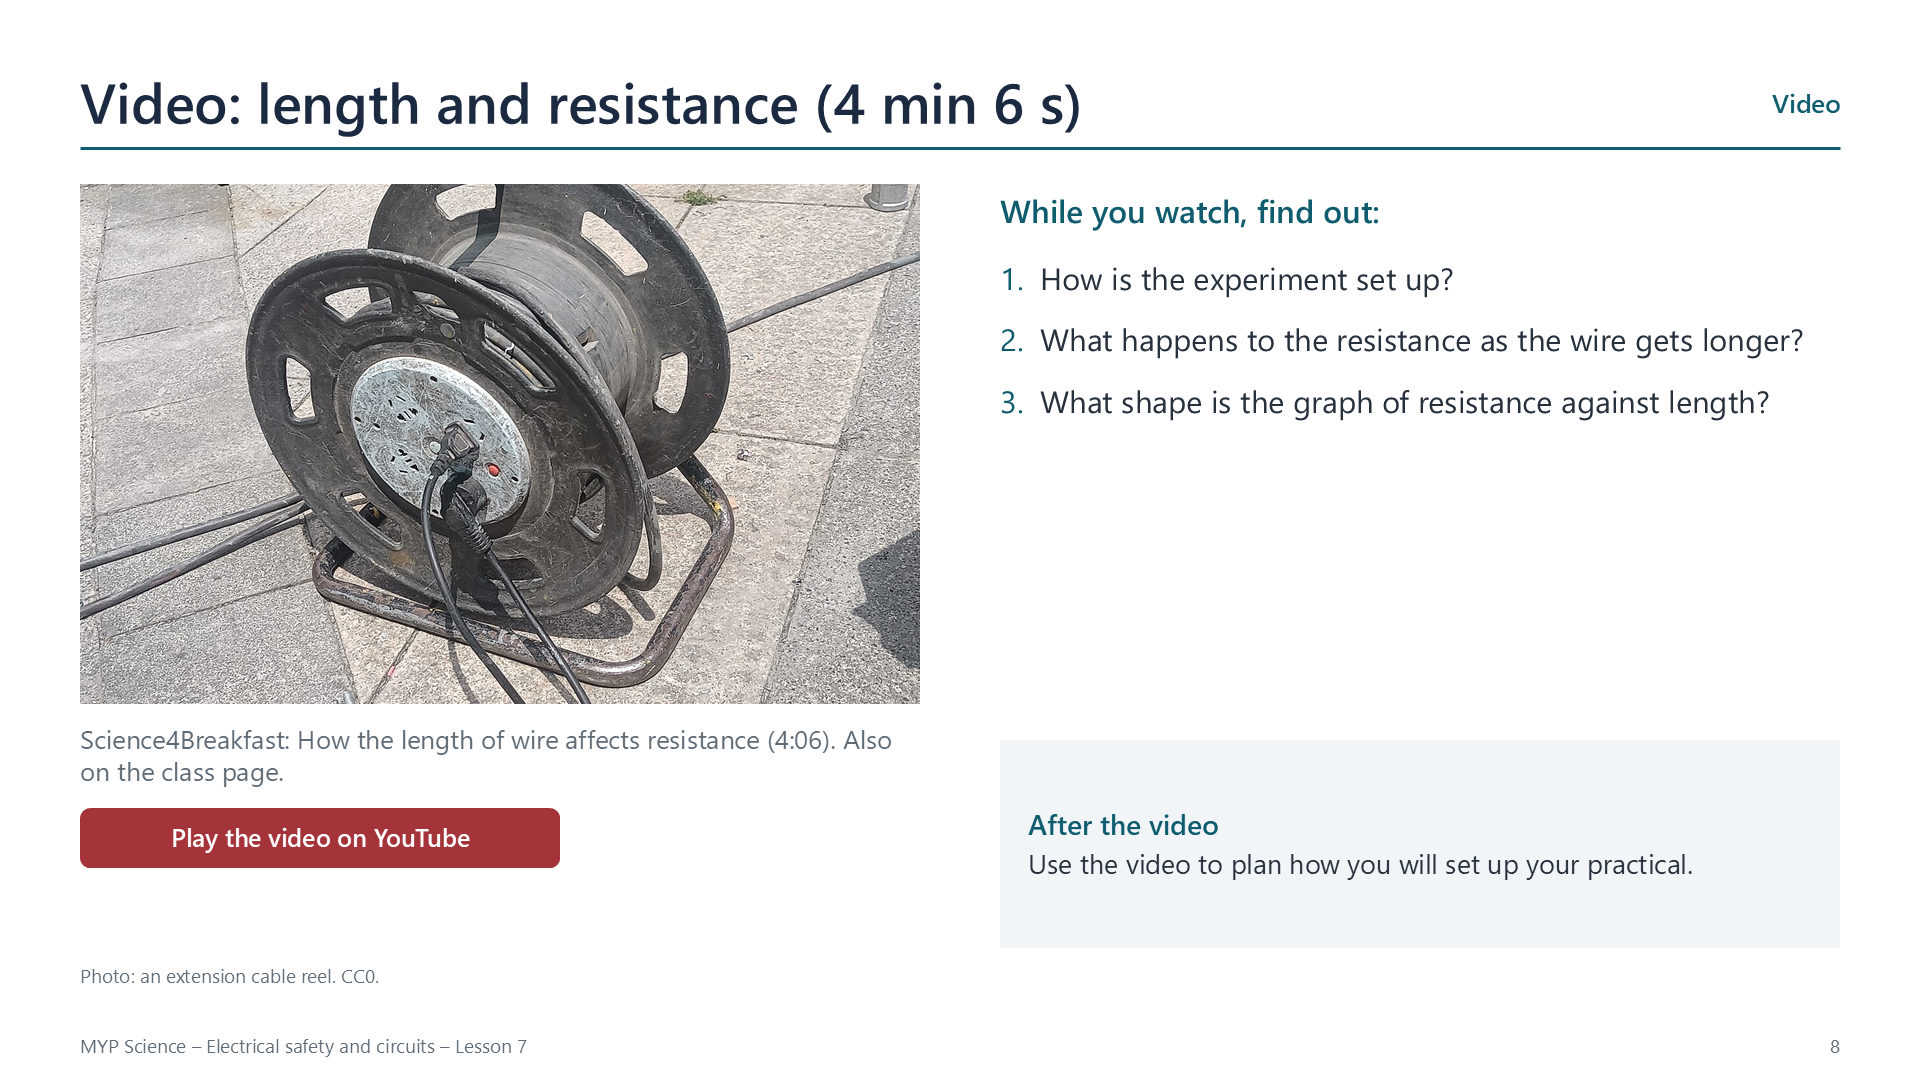 Video: length and resistance (4 min 6 s)
Video
While you watch, find out:
1. How is the experiment set up?
2. What happens to the resistance as the wire gets longer?
3. What shape is the graph of resistance against length?
Science4Breakfast: How the length of wire affects resistance (4:06). Also
on the class page.
Play the video on YouTube
After the video
Use the video to plan how you will set up your practical.
Photo: an extension cable reel. CC0.
MYP Science – Electrical safety and circuits – Lesson 7
8